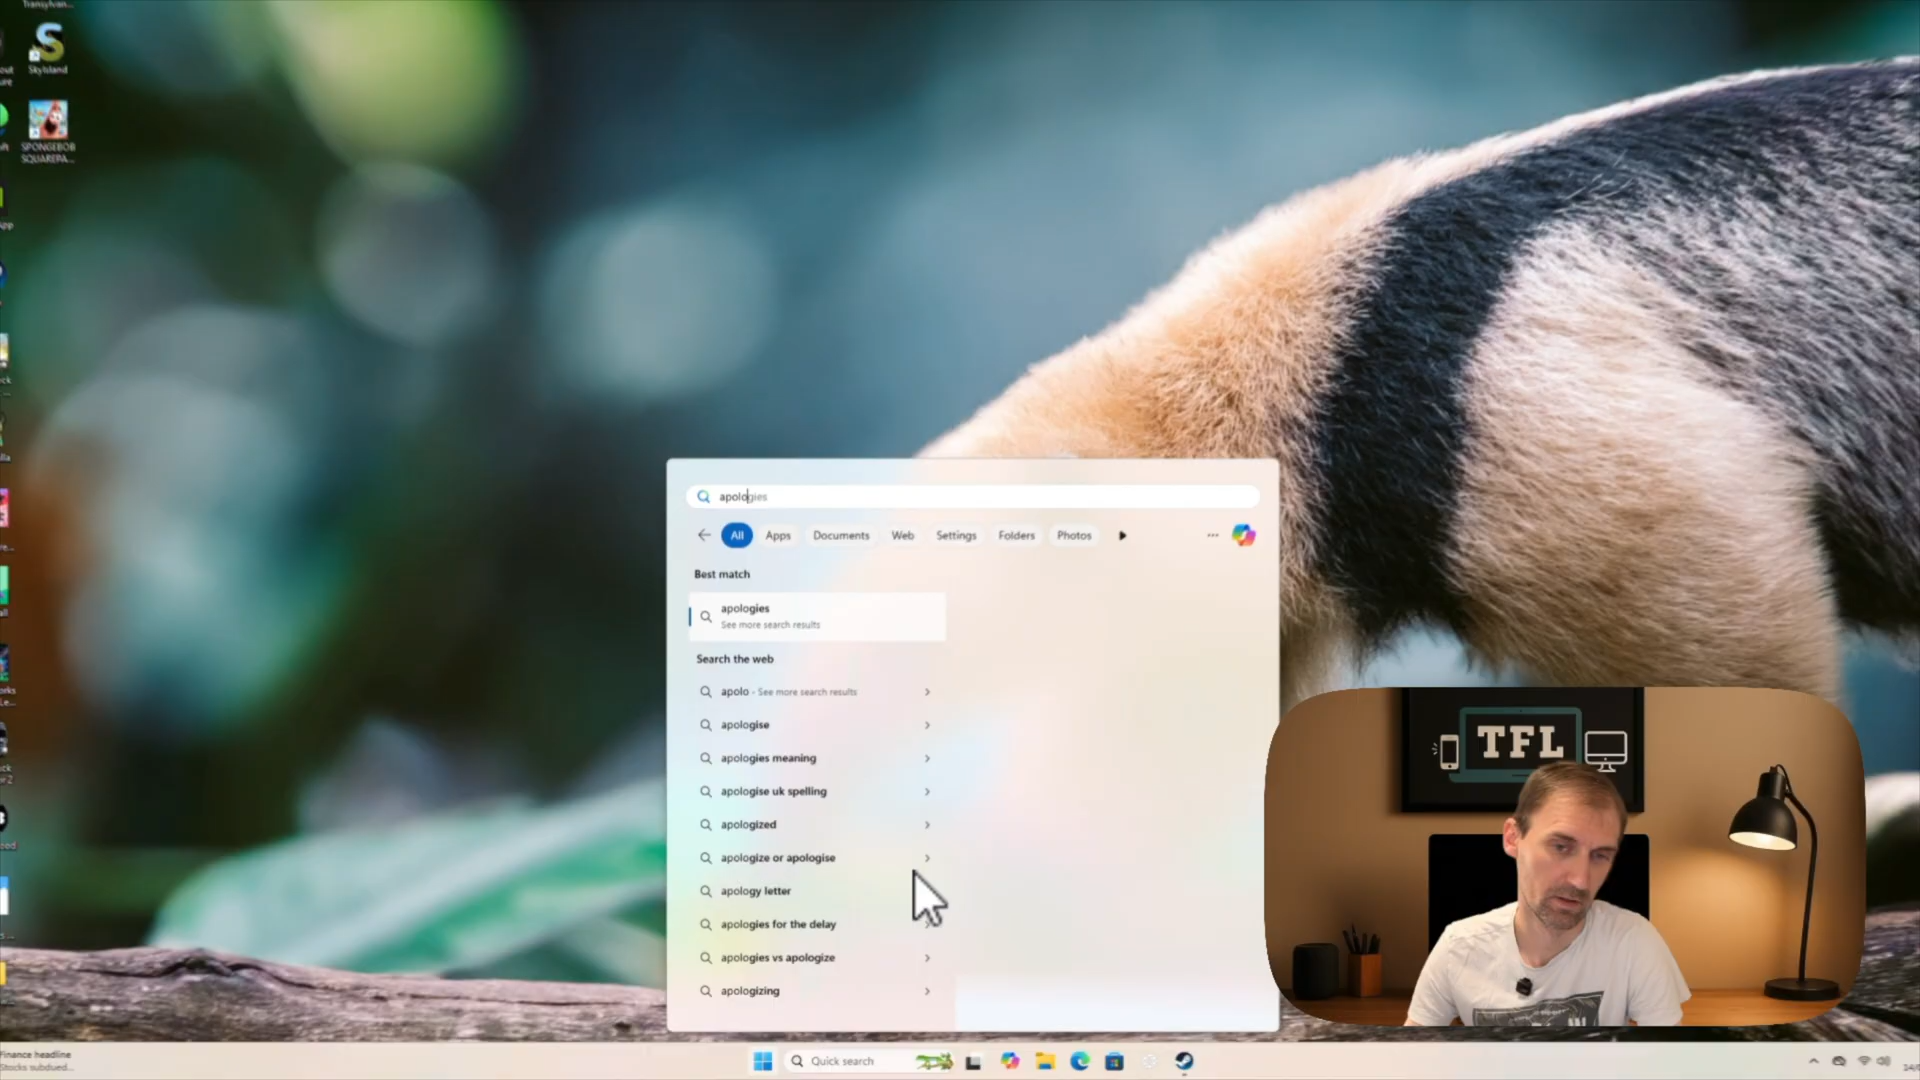 Transylvan...
SkyIsland
SPONGEBOB
SQUAREPA...
apologies
All
Apps
Documents
Web
Settings
Folders
Photos
Best match
apologies
See more search results
Search the web
apolo - See more search results
apologise
apologies meaning
apologise uk spelling
apologized
apologize or apologise
apology letter
apologies for the delay
apologies vs apologize
apologizing
TFL
Finance headline
Stocks subdued...
Quick search